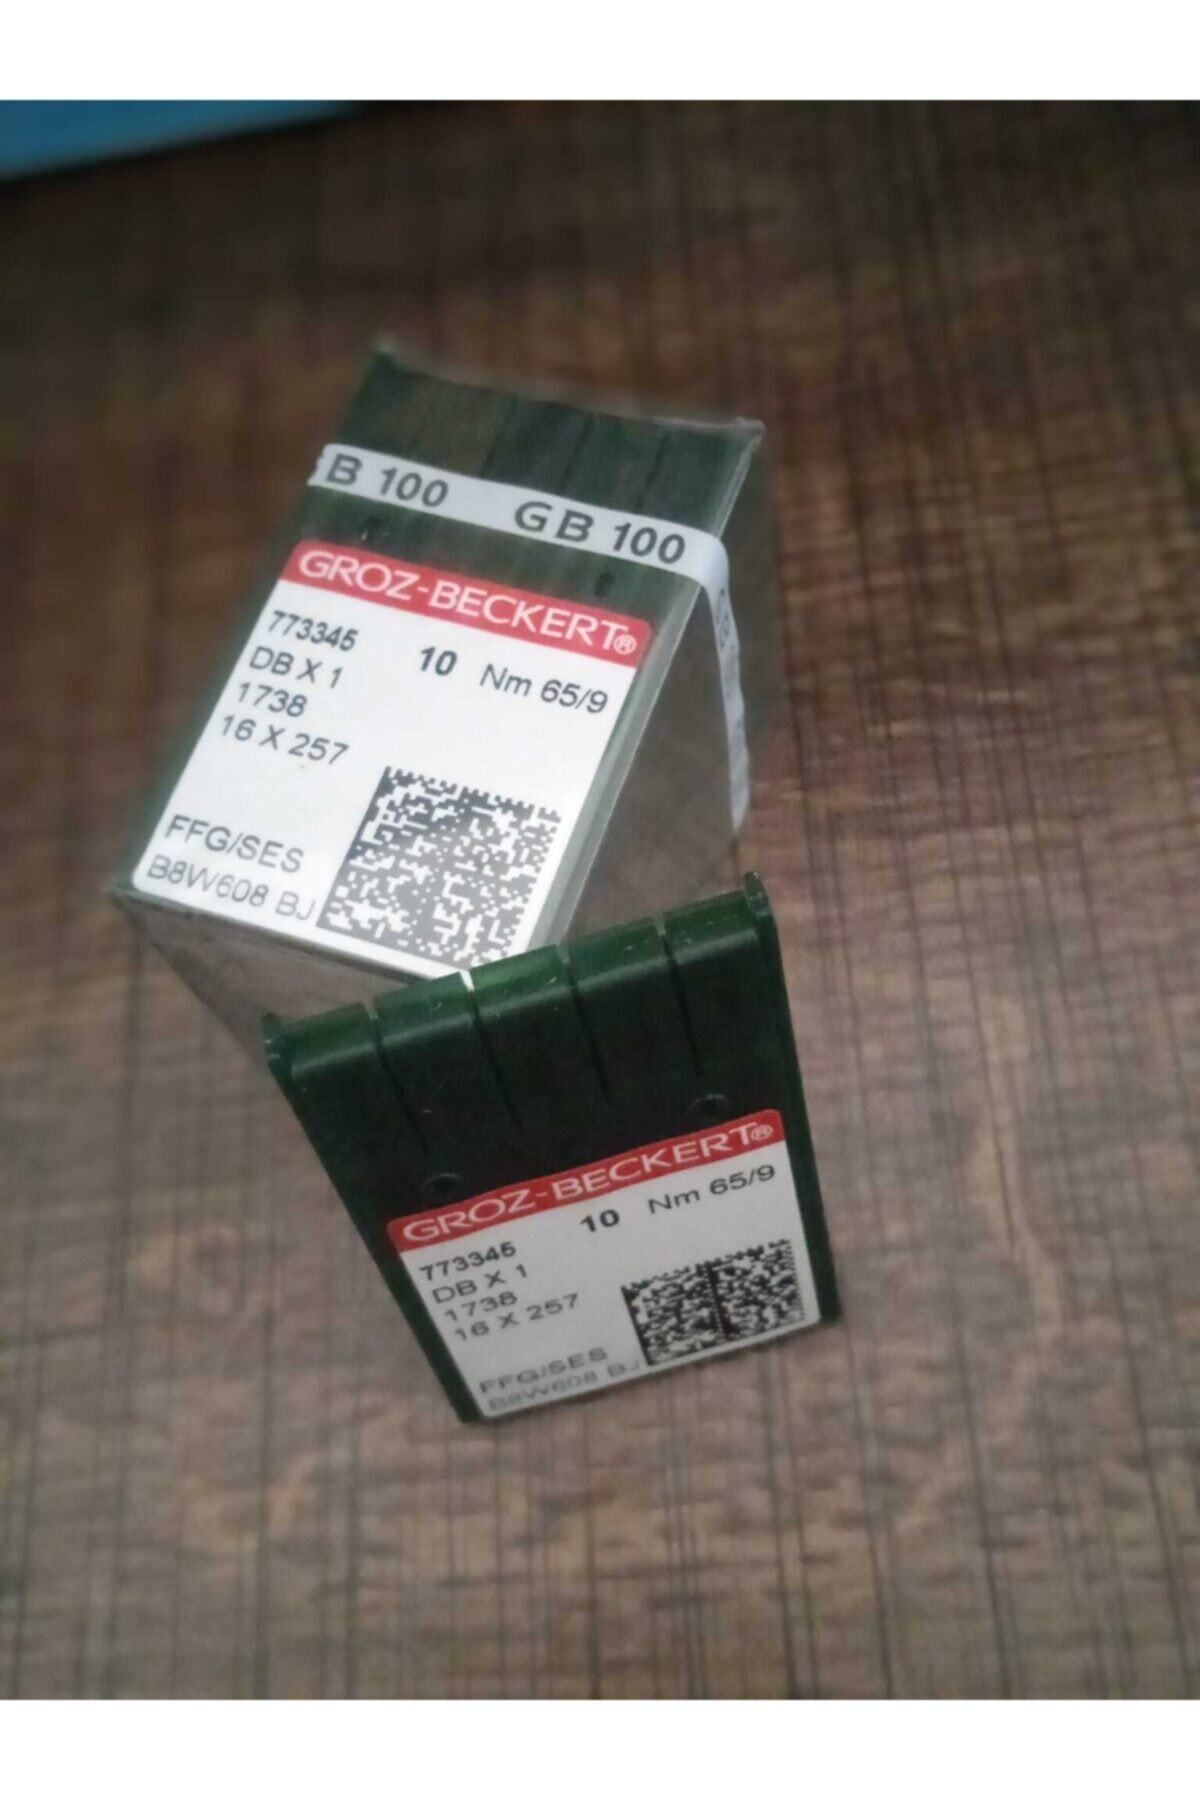 B 100 GB 100
GROZ-BECKERT®
773345 10 Nm 65/9
DB X 1
1738
16 X 257
FFG/SES
B8W608 BJ
GROZ-BECKERT®
773345 10 Nm 65/9
DB X 1
1738
16 X 257
FFG/SES
B8W608 BJ